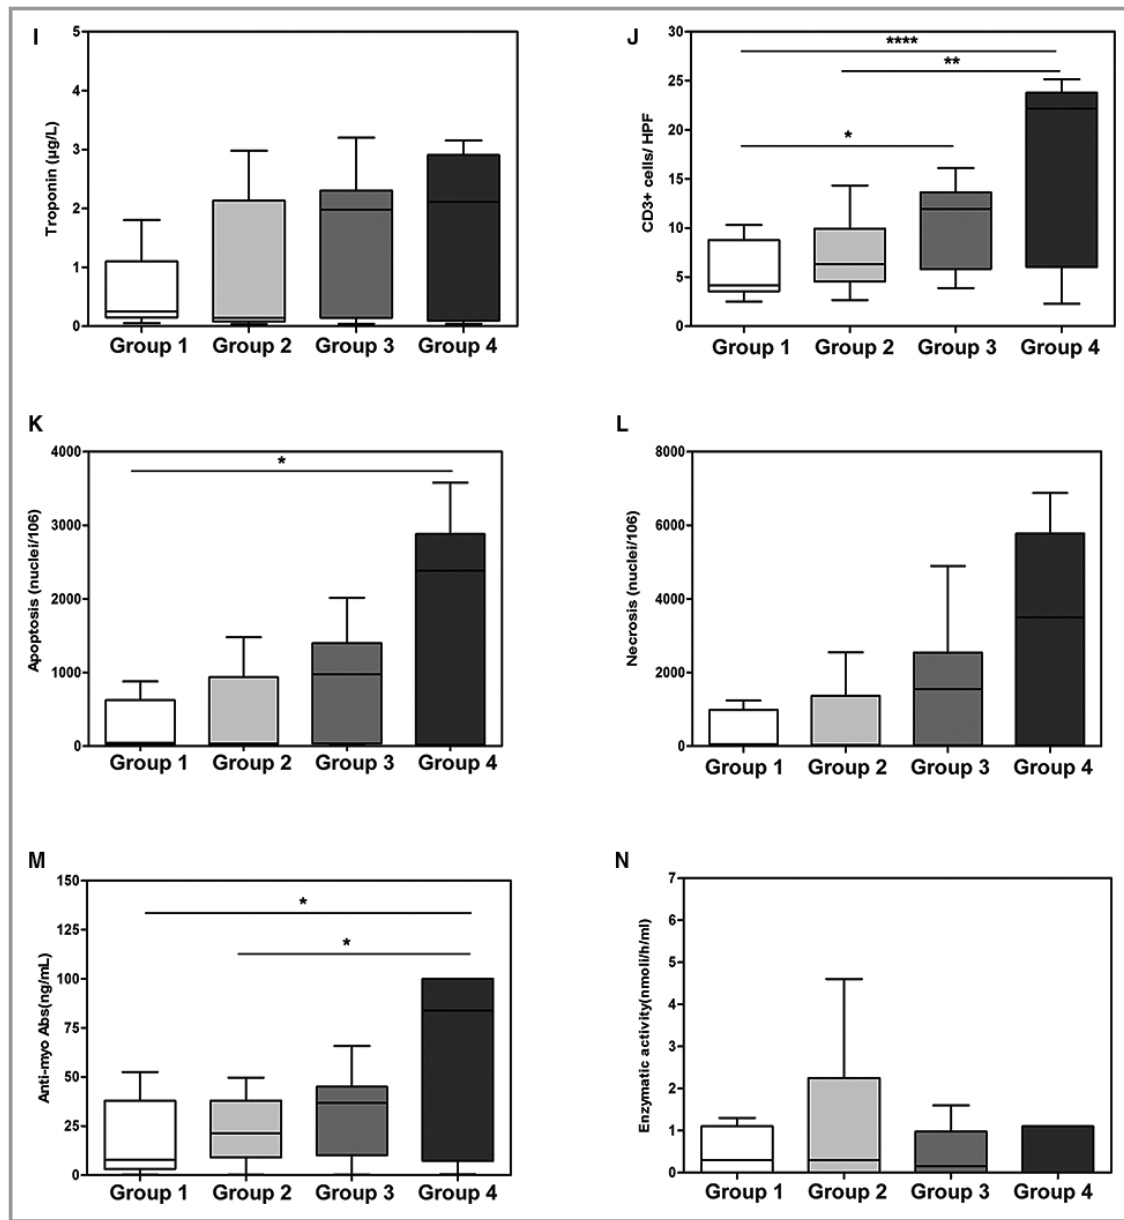 I
Troponin (µg/L)
5
4
3
2
1
0
Group 1 Group 2 Group 3 Group 4
J
CD3+ cells/ HPF
30
25
20
15
10
5
0
****
**
*
Group 1 Group 2 Group 3 Group 4
K
Apoptosis (nuclei/106)
4000
3000
2000
1000
0
*
Group 1 Group 2 Group 3 Group 4
L
Necrosis (nuclei/106)
8000
6000
4000
2000
0
Group 1 Group 2 Group 3 Group 4
M
Anti-myo Abs(ng/mL)
150
125
100
75
50
25
0
*
*
Group 1 Group 2 Group 3 Group 4
N
Enzymatic activity(nmoli/h/ml)
7
6
5
4
3
2
1
0
Group 1 Group 2 Group 3 Group 4